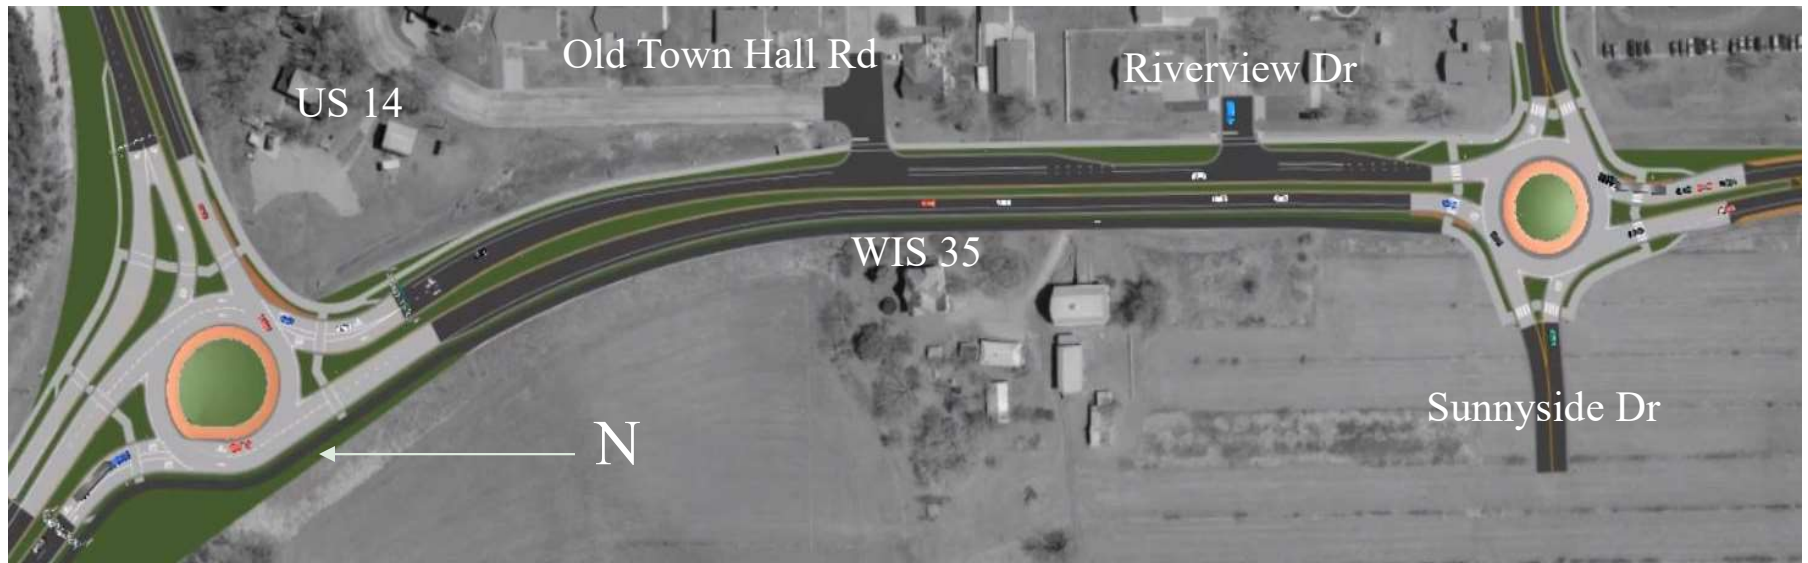 Old Town Hall Rd
Riverview Dr
US 14
WIS 35
Sunnyside Dr
N